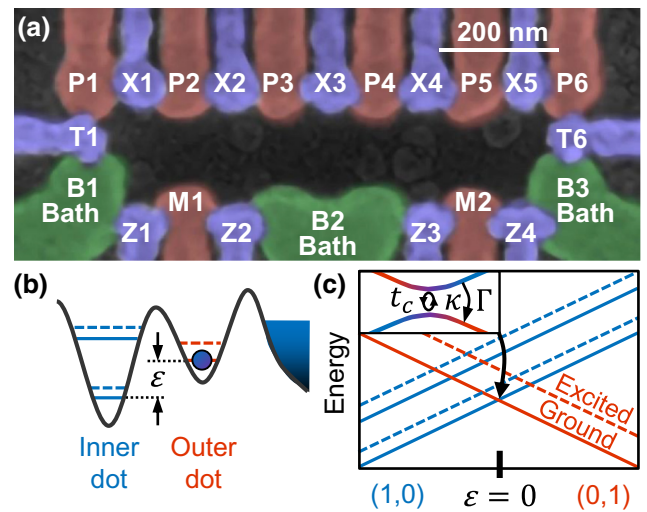 (a)
200 nm
P1 X1 P2 X2 P3 X3 P4 X4 P5 X5 P6
T1 T6
B1
Bath
M1
B2
Bath
M2
B3
Bath
Z1 Z2 Z3 Z4
(b)
ε
Inner
dot
Outer
dot
(c)
Energy
t_c κ Γ
Excited
Ground
(1,0) ε = 0 (0,1)